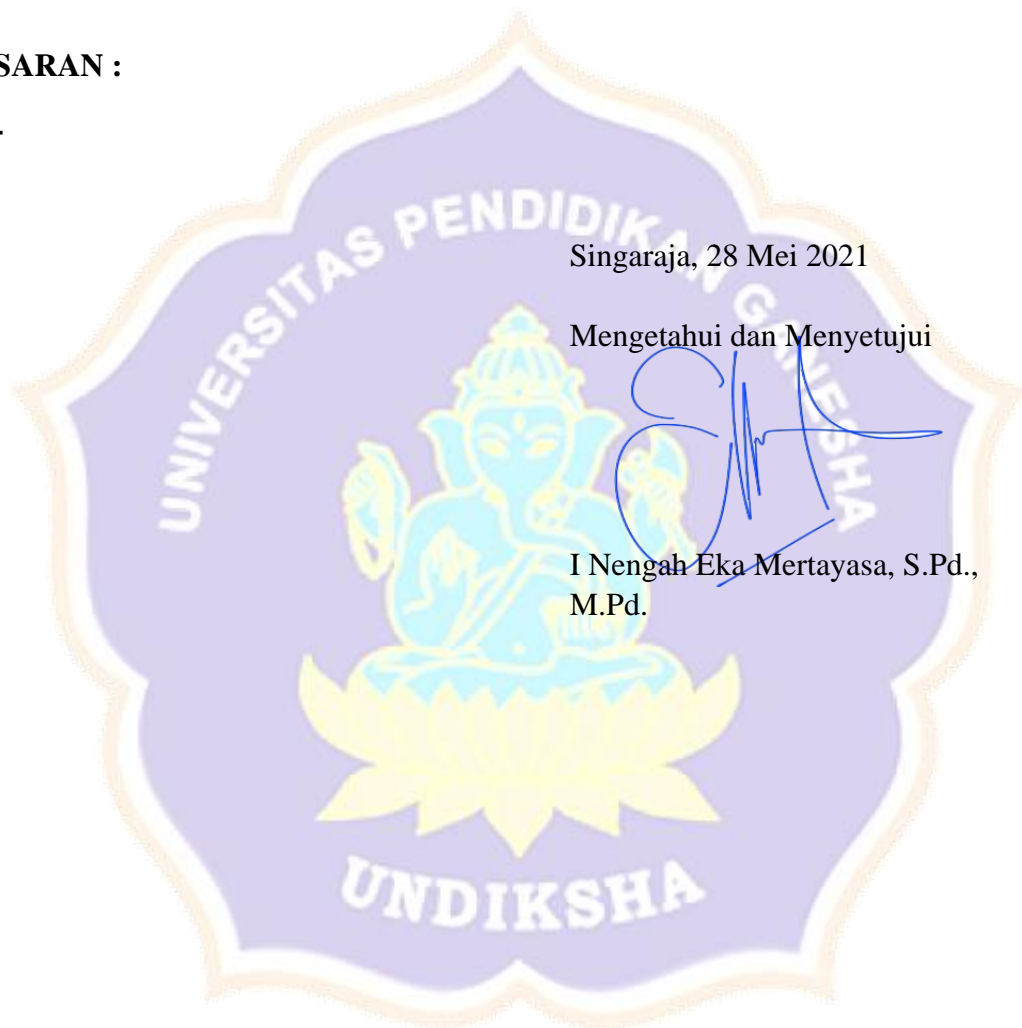 SARAN :
-
UNIVERSITAS PENDIDIKAN GANESHA
Singaraja, 28 Mei 2021
Mengetahui dan Menyetujui
I Nengah Eka Mertayasa, S.Pd.,
M.Pd.
UNDIKSHA